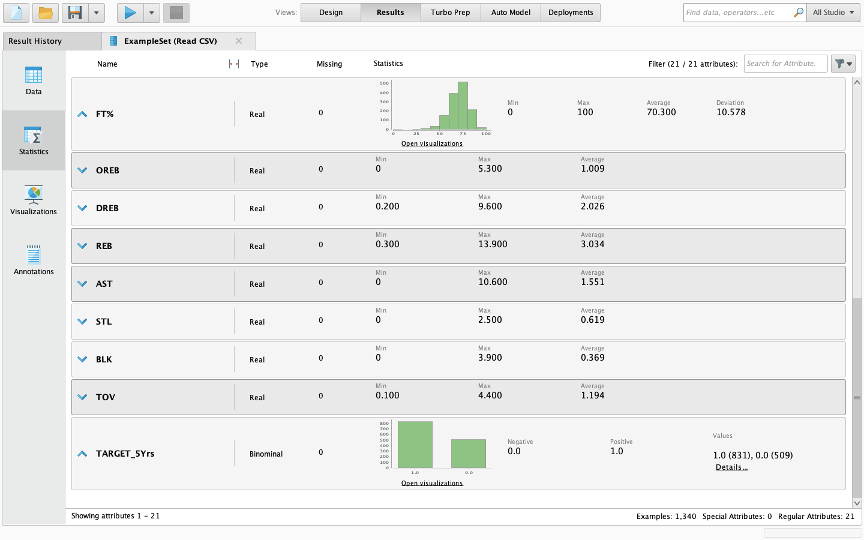 Views: Design Results Turbo Prep Auto Model Deployments Find data, operators...etc All Studio
Result History ExampleSet (Read CSV)
Name Type Missing Statistics Filter (21 / 21 attributes): Search for Attribute.
Data
Statistics
Visualizations
Annotations
500
400
300
200
100
0
0 25 50 75 100
Open visualizations
FT% Real 0 Min 0 Max 100 Average 70.300 Deviation 10.578
OREB Real 0 Min 0 Max 5.300 Average 1.009
DREB Real 0 Min 0.200 Max 9.600 Average 2.026
REB Real 0 Min 0.300 Max 13.900 Average 3.034
AST Real 0 Min 0 Max 10.600 Average 1.551
STL Real 0 Min 0 Max 2.500 Average 0.619
BLK Real 0 Min 0 Max 3.900 Average 0.369
TOV Real 0 Min 0.100 Max 4.400 Average 1.194
TARGET_5Yrs Binominal 0 Negative 0.0 Positive 1.0 Values 1.0 (831), 0.0 (509)
Details...
800
700
600
500
400
300
200
100
0
1.0 0.0
Open visualizations
Showing attributes 1 - 21 Examples: 1,340 Special Attributes: 0 Regular Attributes: 21